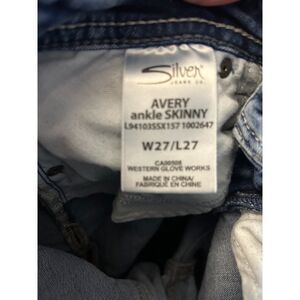 Silver
JEANS CO.
AVERY
ankle SKINNY
L94103SSX157 1002647
W27/L27
CA00508
WESTERN GLOVE WORKS
MADE IN CHINA/
FABRIQUÉ EN CHINE